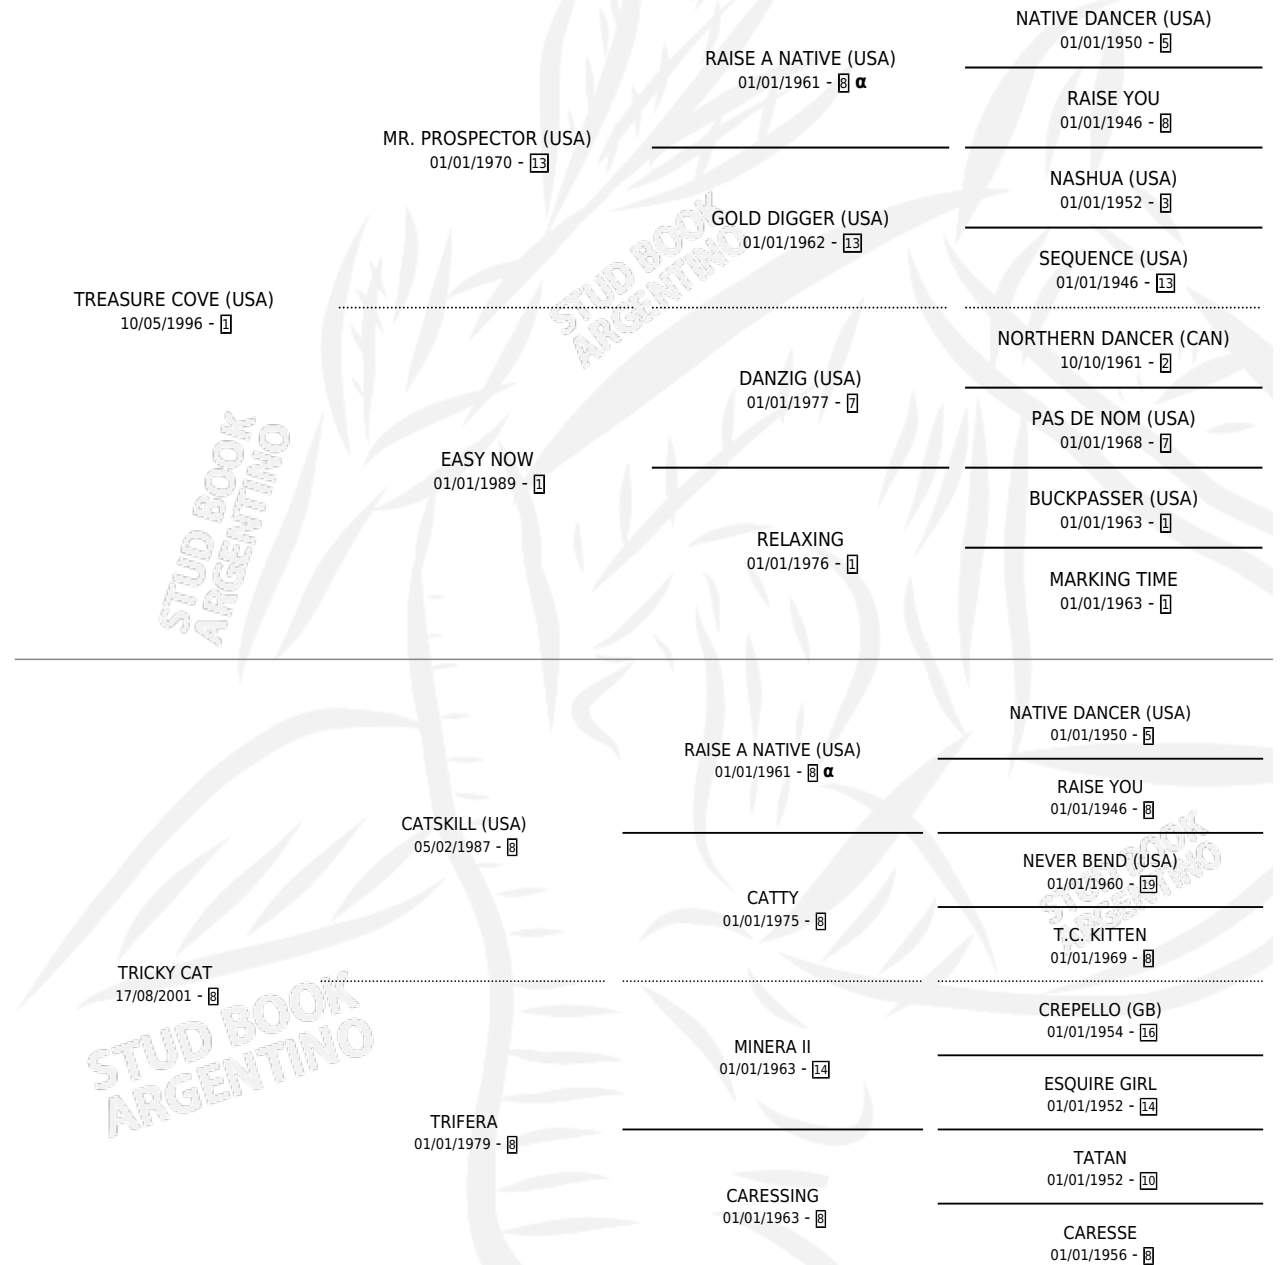 NATIVE DANCER (USA)
01/01/1950 - 5
RAISE A NATIVE (USA)
01/01/1961 - 8 α
RAISE YOU
01/01/1946 - 8
MR. PROSPECTOR (USA)
01/01/1970 - 13
NASHUA (USA)
01/01/1952 - 3
GOLD DIGGER (USA)
01/01/1962 - 13
SEQUENCE (USA)
01/01/1946 - 13
TREASURE COVE (USA)
10/05/1996 - 1
NORTHERN DANCER (CAN)
10/10/1961 - 2
DANZIG (USA)
01/01/1977 - 7
PAS DE NOM (USA)
01/01/1968 - 7
EASY NOW
01/01/1989 - 1
BUCKPASSER (USA)
01/01/1963 - 1
RELAXING
01/01/1976 - 1
MARKING TIME
01/01/1963 - 1
STUD BOOK
ARGENTINO
STUD BOOK
ARGENTINO
NATIVE DANCER (USA)
01/01/1950 - 5
RAISE A NATIVE (USA)
01/01/1961 - 8 α
RAISE YOU
01/01/1946 - 8
CATSKILL (USA)
05/02/1987 - 8
NEVER BEND (USA)
01/01/1960 - 19
CATTY
01/01/1975 - 8
T.C. KITTEN
01/01/1969 - 8
TRICKY CAT
17/08/2001 - 8
CREPELLO (GB)
01/01/1954 - 16
MINERA II
01/01/1963 - 14
ESQUIRE GIRL
01/01/1952 - 14
TRIFERA
01/01/1979 - 8
TATAN
01/01/1952 - 10
CARESSING
01/01/1963 - 8
CARESSE
01/01/1956 - 8
STUD BOOK
ARGENTINO
STUD BOOK
ARGENTINO